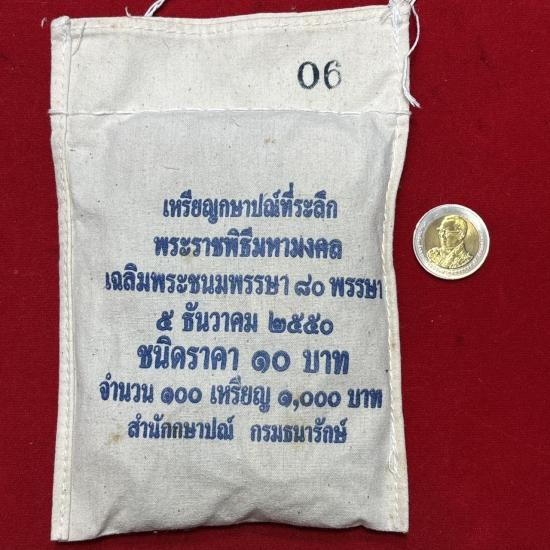 06
เหรียญกษาปณ์ที่ระลึก
พระราชพิธีมหามงคล
เฉลิมพระชนมพรรษา ๘๐ พรรษา
๕ ธันวาคม ๒๕๕๐
ชนิดราคา ๑๐ บาท
จำนวน ๑๐๐ เหรียญ ๑,๐๐๐ บาท
สำนักกษาปณ์ กรมธนารักษ์